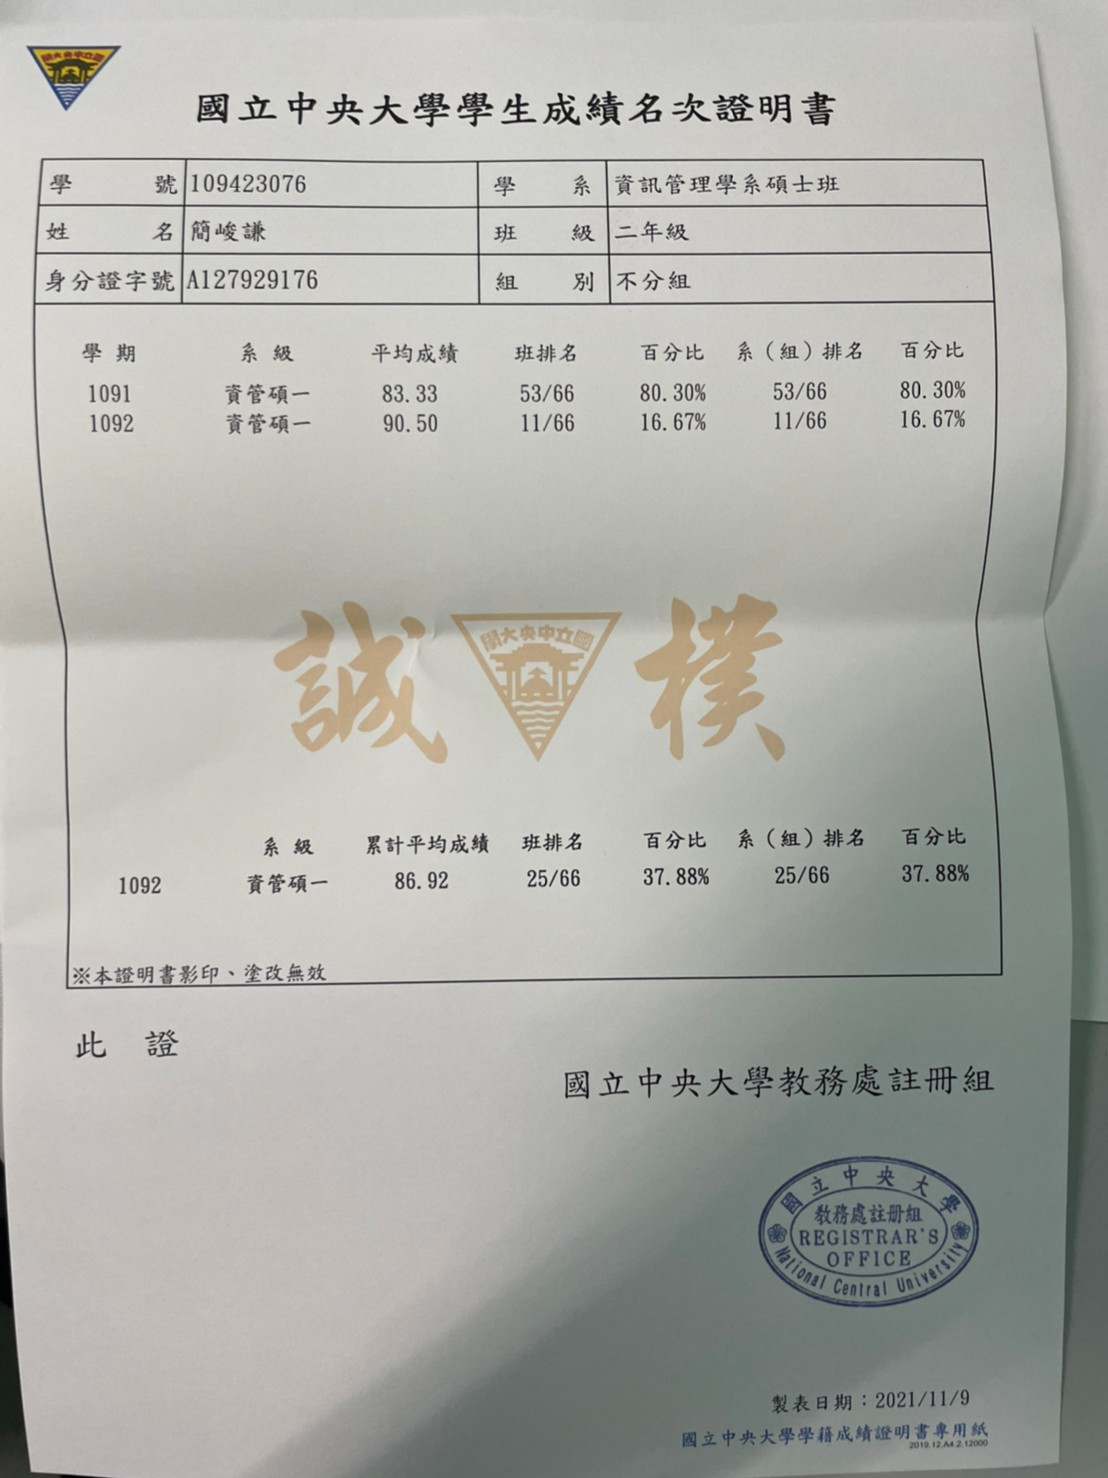 國立中央大學
國立中央大學學生成績名次證明書
學 號 109423076 學 系 資訊管理學系碩士班
姓 名 簡峻謙 班 級 二年級
身分證字號 A127929176 組 別 不分組
學期 系級 平均成績 班排名 百分比 系（組）排名 百分比
1091 資管碩一 83.33 53/66 80.30% 53/66 80.30%
1092 資管碩一 90.50 11/66 16.67% 11/66 16.67%
誠 學大央中立國 樸
系級 累計平均成績 班排名 百分比 系（組）排名 百分比
1092 資管碩一 86.92 25/66 37.88% 25/66 37.88%
※本證明書影印、塗改無效
此 證
國立中央大學教務處註冊組
國立中央大學
教務處註冊組
REGISTRAR'S
OFFICE
National Central University
製表日期：2021/11/9
國立中央大學學籍成績證明書專用紙
2019.12.A4.2.12000